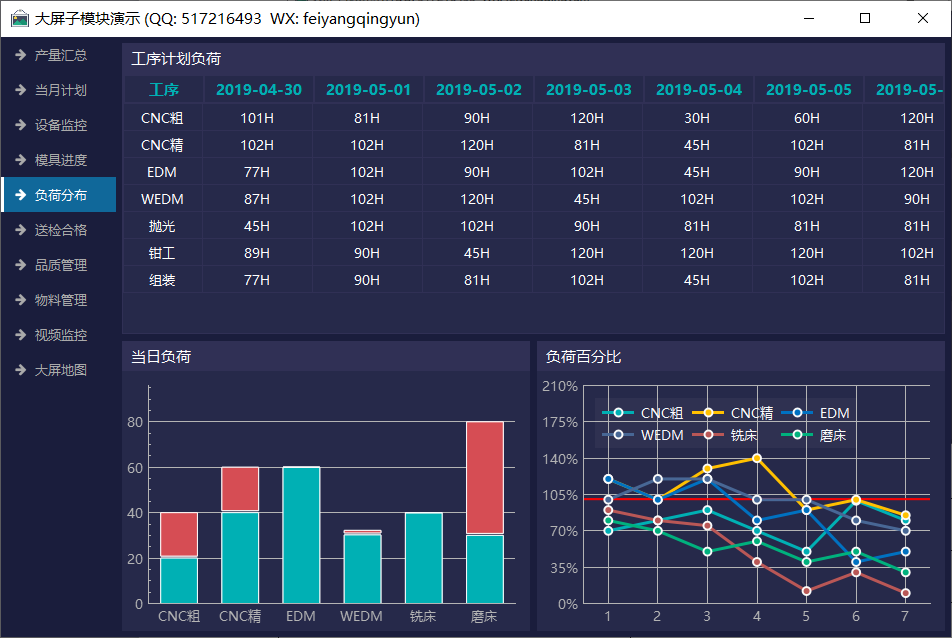 大屏子模块演示 (QQ: 517216493  WX: feiyangqingyun)
产量汇总
当月计划
设备监控
模具进度
负荷分布
送检合格
品质管理
物料管理
视频监控
大屏地图
工序计划负荷
工序 2019-04-30 2019-05-01 2019-05-02 2019-05-03 2019-05-04 2019-05-05 2019-05-
CNC粗 101H 81H 90H 120H 30H 60H 120H
CNC精 102H 102H 120H 81H 45H 102H 81H
EDM 77H 102H 90H 102H 45H 90H 120H
WEDM 87H 102H 120H 45H 102H 102H 90H
抛光 45H 102H 102H 90H 81H 81H 81H
钳工 89H 90H 45H 120H 120H 120H 102H
组装 77H 90H 81H 102H 45H 102H 81H
当日负荷
80
60
40
20
0
CNC粗 CNC精 EDM WEDM 铣床 磨床
负荷百分比
210%
175%
140%
105%
70%
35%
0%
CNC粗 CNC精 EDM
WEDM 铣床 磨床
1 2 3 4 5 6 7